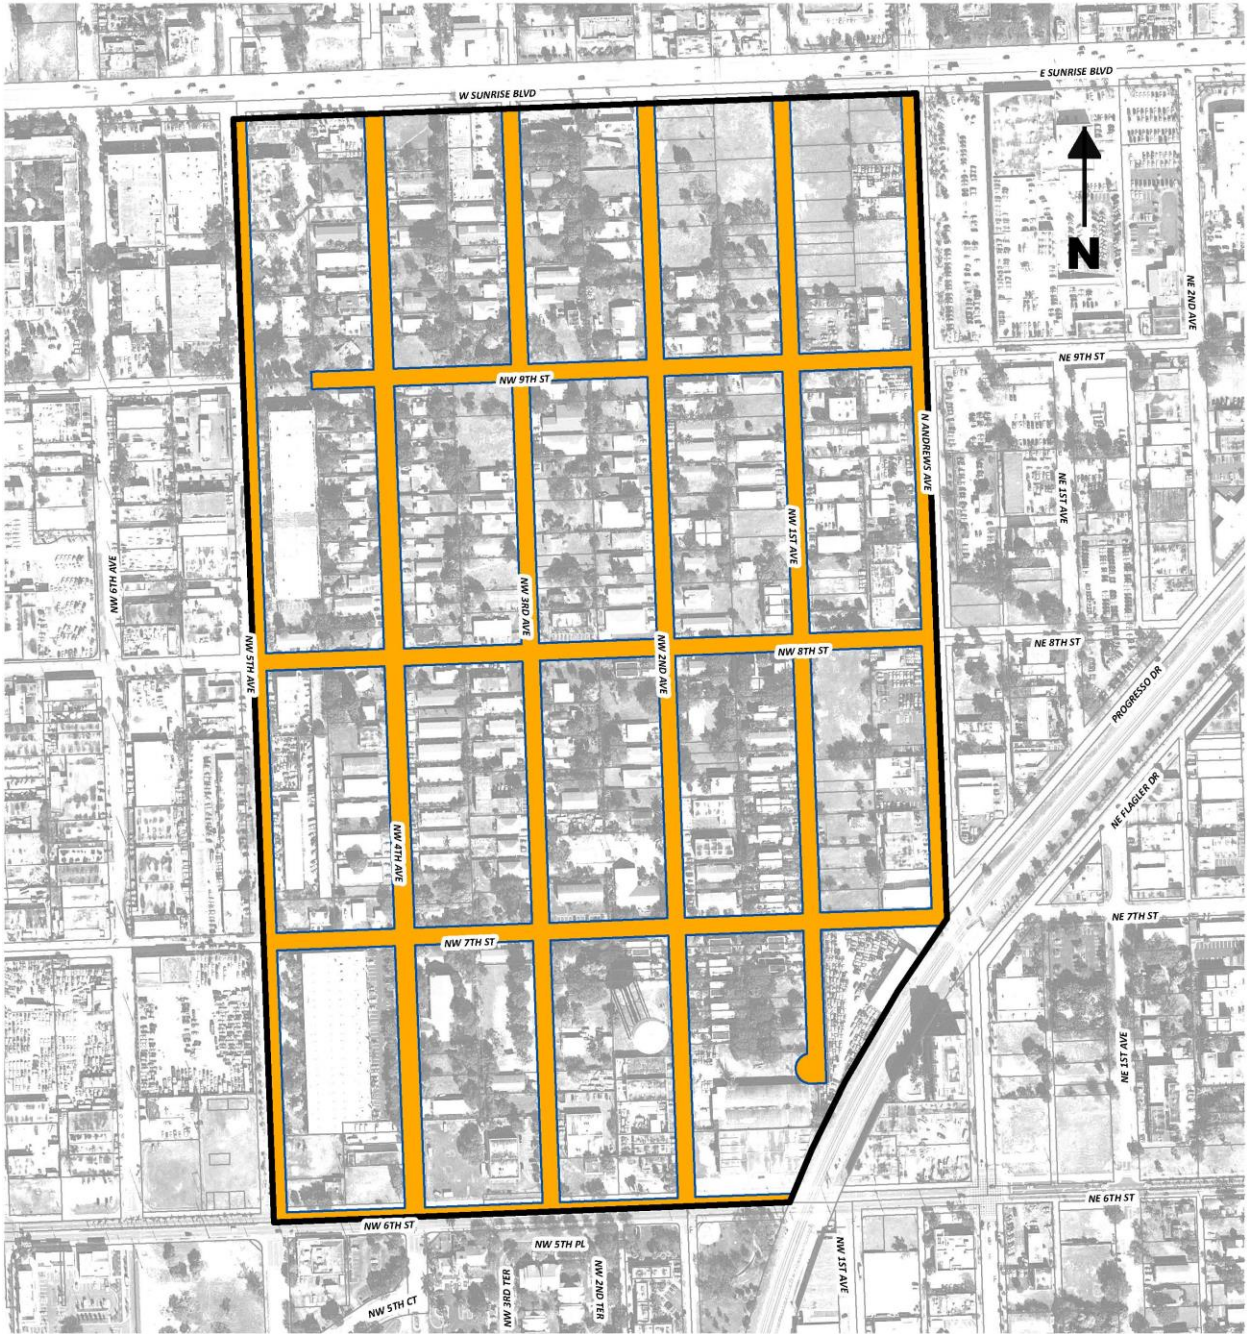 E SUNRISE BLVD
W SUNRISE BLVD
N
NE 2ND AVE
NE 9TH ST
NW 9TH ST
N ANDREWS AVE
NE 1ST AVE
NW 1ST AVE
NW 6TH AVE
NW 3RD AVE
NE 8TH ST
NW 8TH ST
NW 5TH AVE
NW 2ND AVE
PROGRESSO DR
NE FLAGLER DR
NW 4TH AVE
NE 7TH ST
NW 7TH ST
NE 1ST AVE
NE 6TH ST
NW 6TH ST
NW 5TH PL
NW 1ST AVE
NW 3RD TER
NW 2ND TER
NW 5TH CT